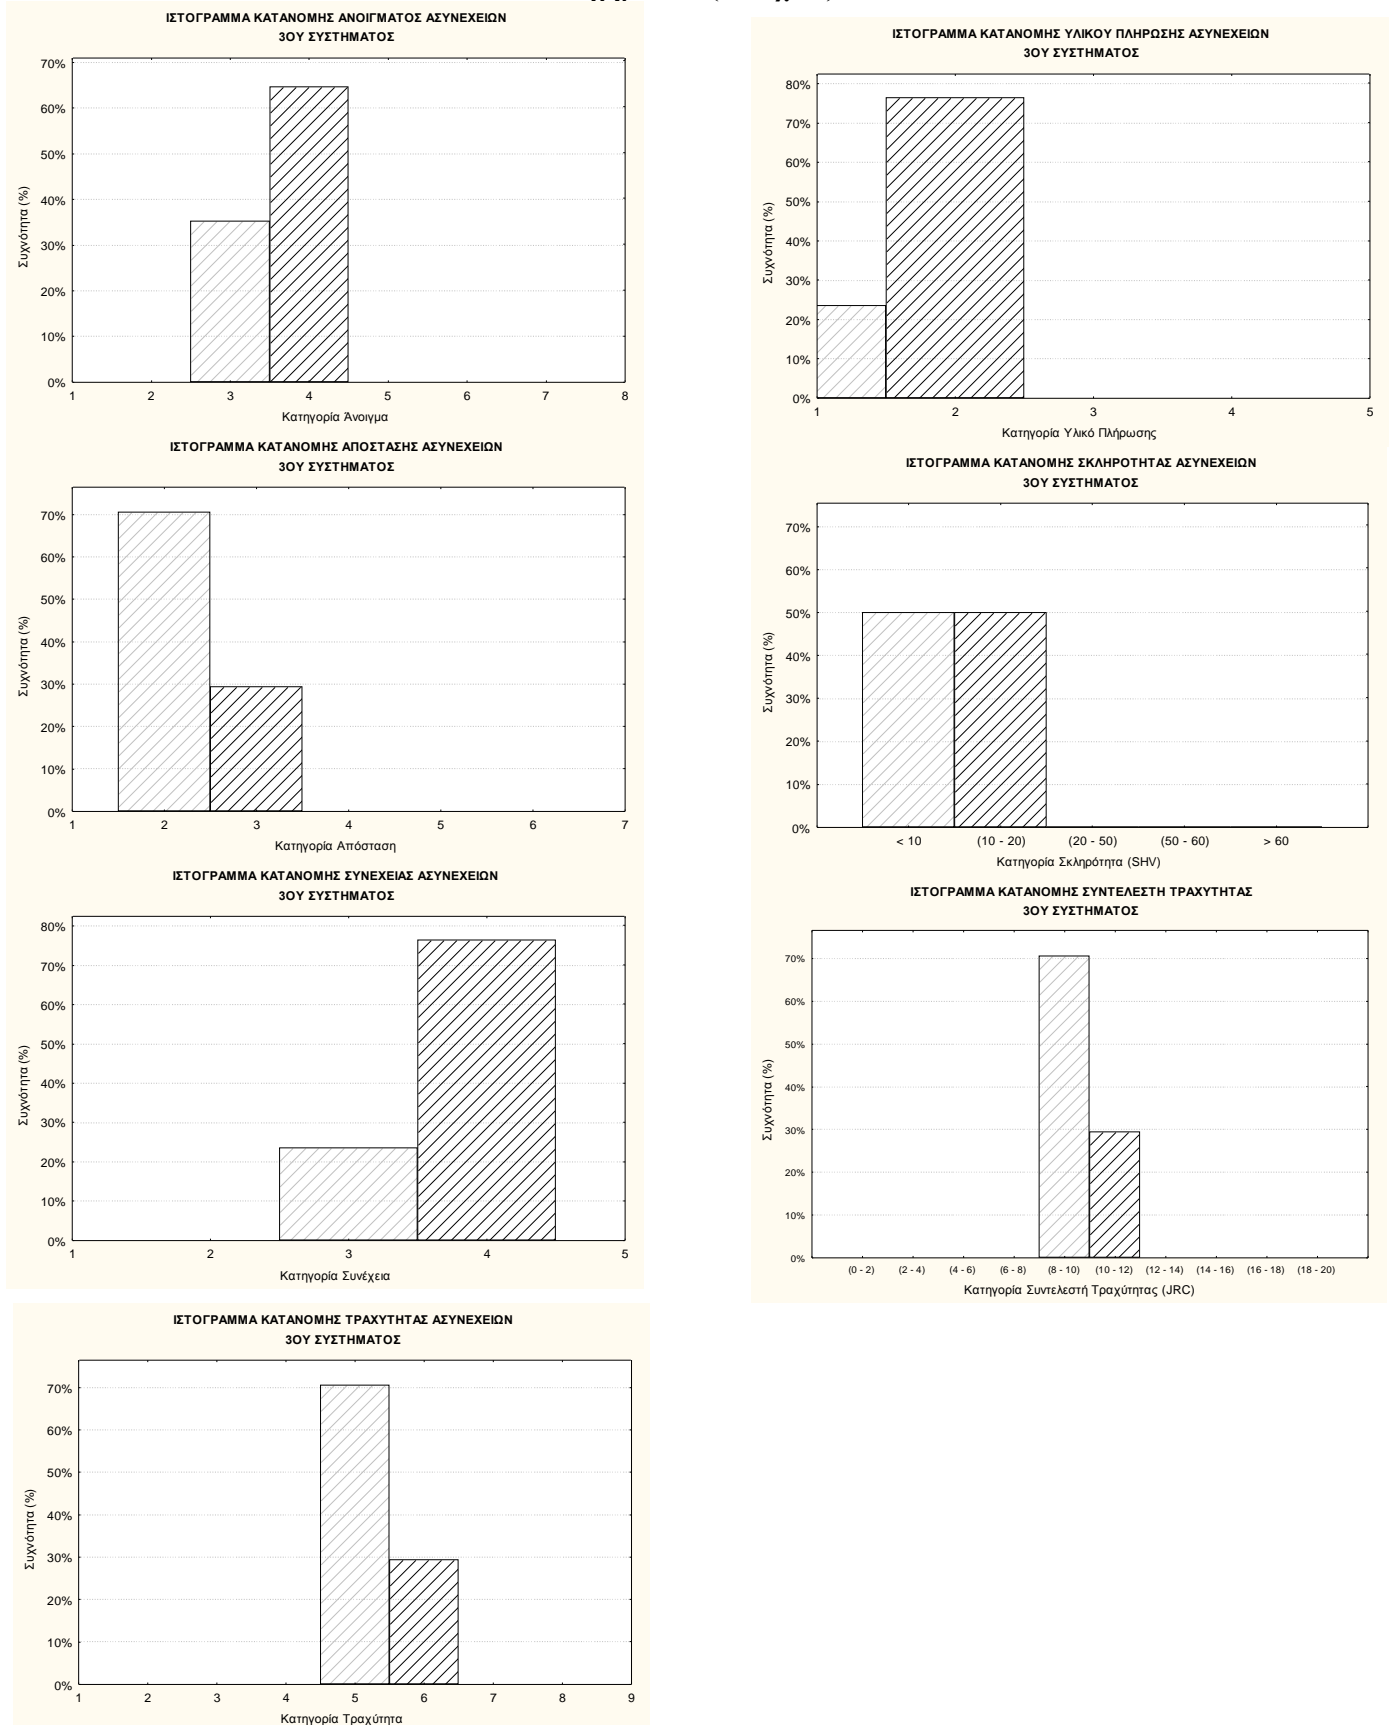 ΙΣΤΟΓΡΑΜΜΑ ΚΑΤΑΝΟΜΗΣ ΑΝΟΙΓΜΑΤΟΣ ΑΣΥΝΕΧΕΙΩΝ
3ΟΥ ΣΥΣΤΗΜΑΤΟΣ
70%
60%
50%
40%
30%
20%
10%
0%
Συχνότητα (%)
1 2 3 4 5 6 7 8
Κατηγορία Άνοιγμα
ΙΣΤΟΓΡΑΜΜΑ ΚΑΤΑΝΟΜΗΣ ΑΠΟΣΤΑΣΗΣ ΑΣΥΝΕΧΕΙΩΝ
3ΟΥ ΣΥΣΤΗΜΑΤΟΣ
70%
60%
50%
40%
30%
20%
10%
0%
Συχνότητα (%)
1 2 3 4 5 6 7
Κατηγορία Απόσταση
ΙΣΤΟΓΡΑΜΜΑ ΚΑΤΑΝΟΜΗΣ ΣΥΝΕΧΕΙΑΣ ΑΣΥΝΕΧΕΙΩΝ
3ΟΥ ΣΥΣΤΗΜΑΤΟΣ
80%
70%
60%
50%
40%
30%
20%
10%
0%
Συχνότητα (%)
1 2 3 4 5
Κατηγορία Συνέχεια
ΙΣΤΟΓΡΑΜΜΑ ΚΑΤΑΝΟΜΗΣ ΤΡΑΧΥΤΗΤΑΣ ΑΣΥΝΕΧΕΙΩΝ
3ΟΥ ΣΥΣΤΗΜΑΤΟΣ
70%
60%
50%
40%
30%
20%
10%
0%
Συχνότητα (%)
1 2 3 4 5 6 7 8 9
Κατηγορία Τραχύτητα
ΙΣΤΟΓΡΑΜΜΑ ΚΑΤΑΝΟΜΗΣ ΥΛΙΚΟΥ ΠΛΗΡΩΣΗΣ ΑΣΥΝΕΧΕΙΩΝ
3ΟΥ ΣΥΣΤΗΜΑΤΟΣ
80%
70%
60%
50%
40%
30%
20%
10%
0%
Συχνότητα (%)
1 2 3 4 5
Κατηγορία Υλικό Πλήρωσης
ΙΣΤΟΓΡΑΜΜΑ ΚΑΤΑΝΟΜΗΣ ΣΚΛΗΡΟΤΗΤΑΣ ΑΣΥΝΕΧΕΙΩΝ
3ΟΥ ΣΥΣΤΗΜΑΤΟΣ
70%
60%
50%
40%
30%
20%
10%
0%
Συχνότητα (%)
< 10 (10 - 20) (20 - 50) (50 - 60) > 60
Κατηγορία Σκληρότητα (SHV)
ΙΣΤΟΓΡΑΜΜΑ ΚΑΤΑΝΟΜΗΣ ΣΥΝΤΕΛΕΣΤΗ ΤΡΑΧΥΤΗΤΑΣ
3ΟΥ ΣΥΣΤΗΜΑΤΟΣ
70%
60%
50%
40%
30%
20%
10%
0%
Συχνότητα (%)
(0 - 2) (2 - 4) (4 - 6) (6 - 8) (8 - 10) (10 - 12) (12 - 14) (14 - 16) (16 - 18) (18 - 20)
Κατηγορία Συντελεστή Τραχύτητας (JRC)